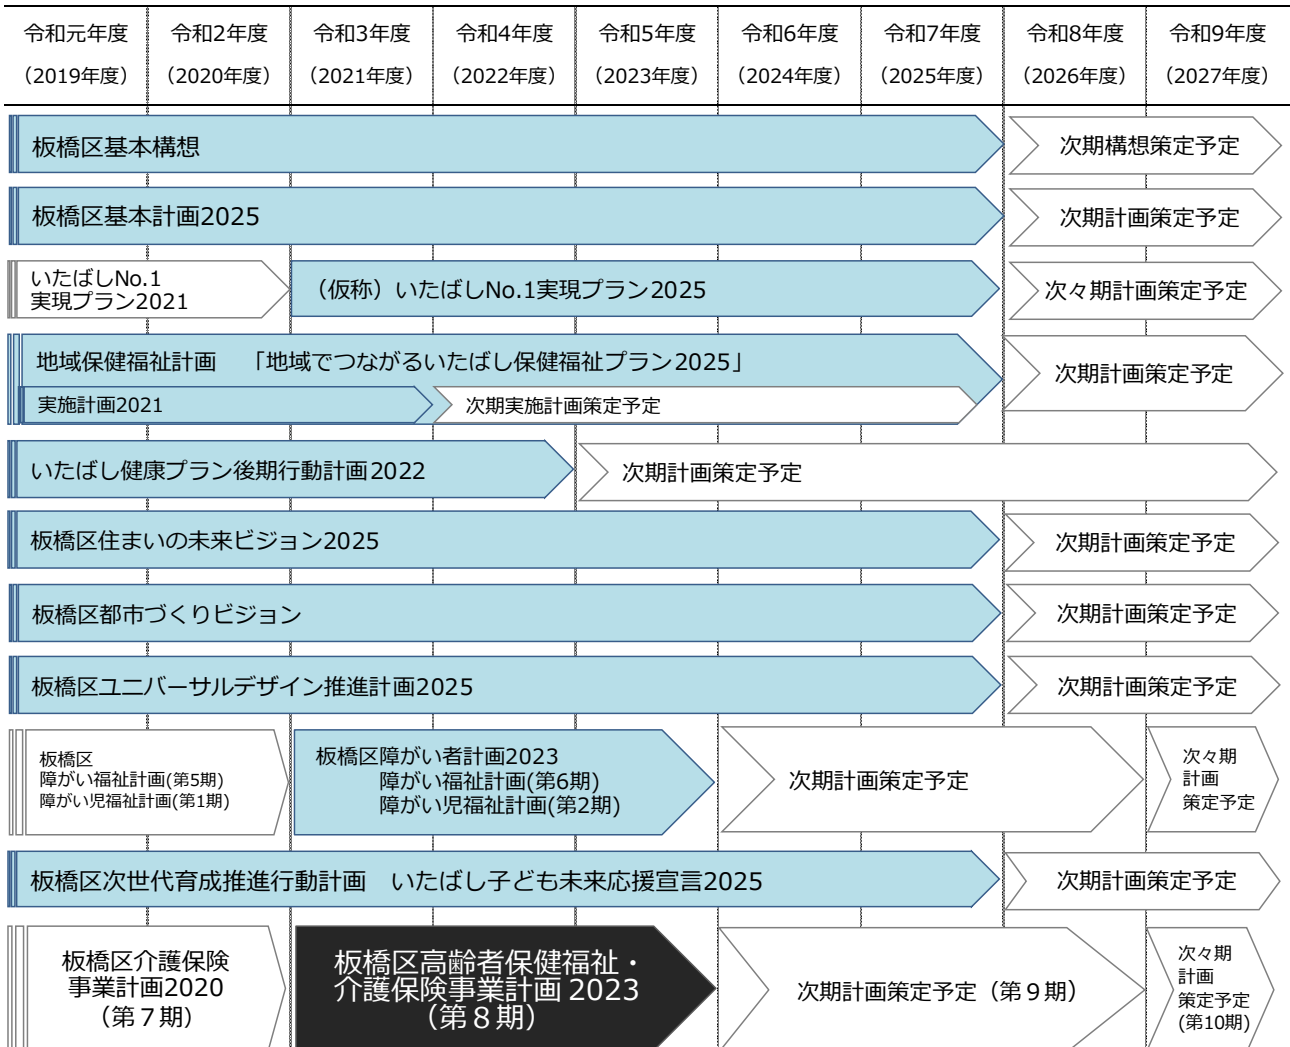 令和元年度 令和2年度 令和3年度 令和4年度 令和5年度 令和6年度 令和7年度 令和8年度 令和9年度
（2019年度） （2020年度） （2021年度） （2022年度） （2023年度） （2024年度） （2025年度） （2026年度） （2027年度）
板橋区基本構想 次期構想策定予定
板橋区基本計画2025 次期計画策定予定
いたばしNo.1
実現プラン2021
（仮称）いたばしNo.1実現プラン2025 次々期計画策定予定
地域保健福祉計画　「地域でつながるいたばし保健福祉プラン2025」
次期計画策定予定
実施計画2021 次期実施計画策定予定
いたばし健康プラン後期行動計画2022 次期計画策定予定
板橋区住まいの未来ビジョン2025 次期計画策定予定
板橋区都市づくりビジョン 次期計画策定予定
板橋区ユニバーサルデザイン推進計画2025 次期計画策定予定
板橋区
障がい福祉計画(第5期)
障がい児福祉計画(第1期)
板橋区障がい者計画2023
障がい福祉計画(第6期)
障がい児福祉計画(第2期)
次期計画策定予定
次々期
計画
策定予定
板橋区次世代育成推進行動計画　いたばし子ども未来応援宣言2025 次期計画策定予定
板橋区介護保険
事業計画2020
（第７期）
板橋区高齢者保健福祉・
介護保険事業計画 2023
（第８期）
次期計画策定予定（第９期）
次々期
計画
策定予定
(第10期)